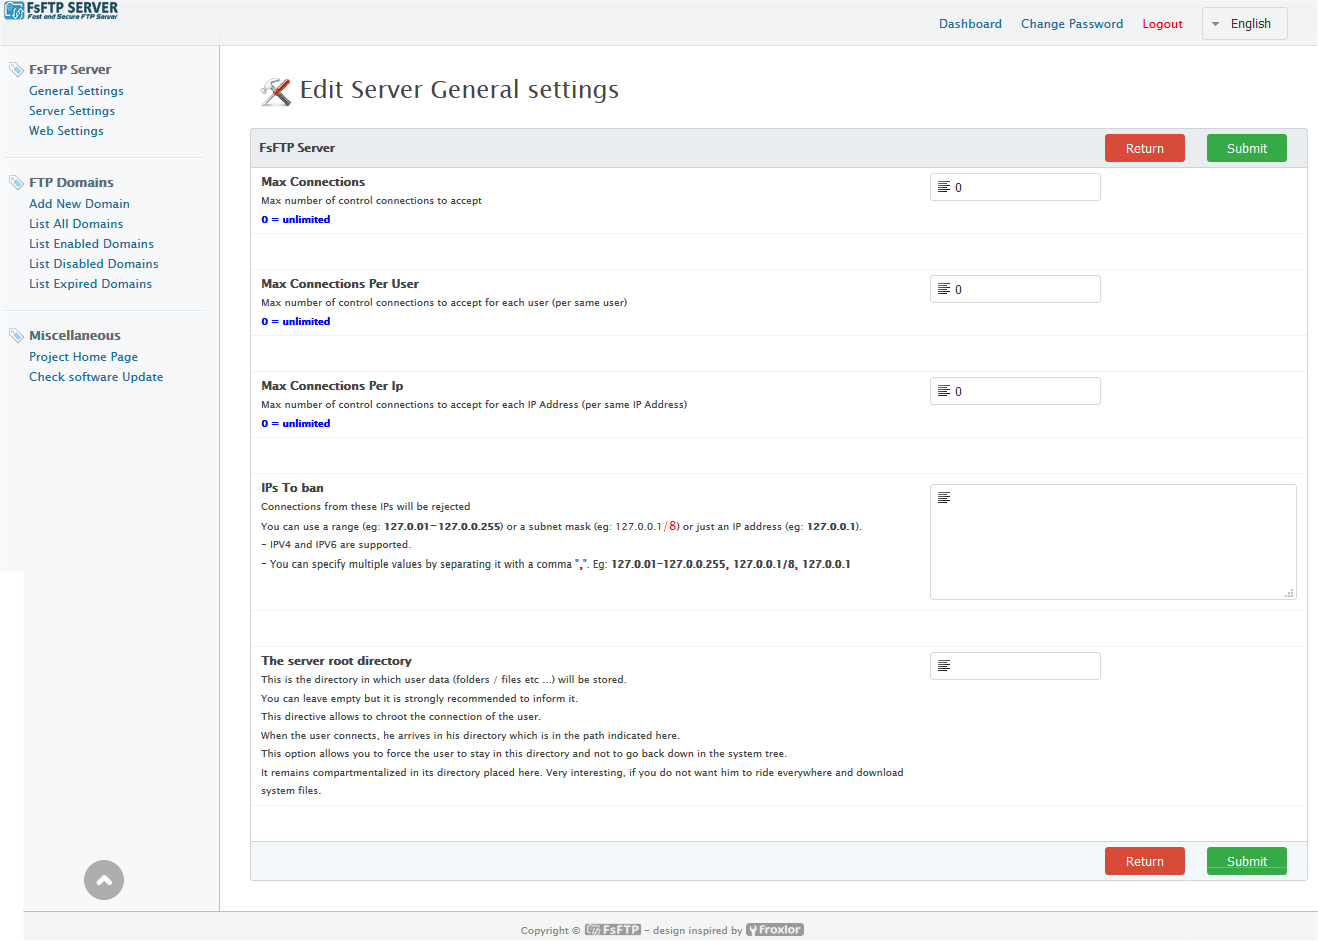 FsFTP SERVER
Fast and Secure FTP Server
Dashboard Change Password Logout English
FsFTP Server
General Settings
Server Settings
Web Settings
FTP Domains
Add New Domain
List All Domains
List Enabled Domains
List Disabled Domains
List Expired Domains
Miscellaneous
Project Home Page
Check software Update
Edit Server General settings
FsFTP Server Return Submit
Max Connections
Max number of control connections to accept
0 = unlimited
0
Max Connections Per User
Max number of control connections to accept for each user (per same user)
0 = unlimited
0
Max Connections Per Ip
Max number of control connections to accept for each IP Address (per same IP Address)
0 = unlimited
0
IPs To ban
Connections from these IPs will be rejected
You can use a range (eg: 127.0.01-127.0.0.255) or a subnet mask (eg: 127.0.0.1/8) or just an IP address (eg: 127.0.0.1).
- IPV4 and IPV6 are supported.
- You can specify multiple values by separating it with a comma ",". Eg: 127.0.01-127.0.0.255, 127.0.0.1/8, 127.0.0.1
The server root directory
This is the directory in which user data (folders / files etc ...) will be stored.
You can leave empty but it is strongly recommended to inform it.
This directive allows to chroot the connection of the user.
When the user connects, he arrives in his directory which is in the path indicated here.
This option allows you to force the user to stay in this directory and not to go back down in the system tree.
It remains compartmentalized in its directory placed here. Very interesting, if you do not want him to ride everywhere and download
system files.
Return Submit
Copyright © FsFTP - design inspired by froxlor